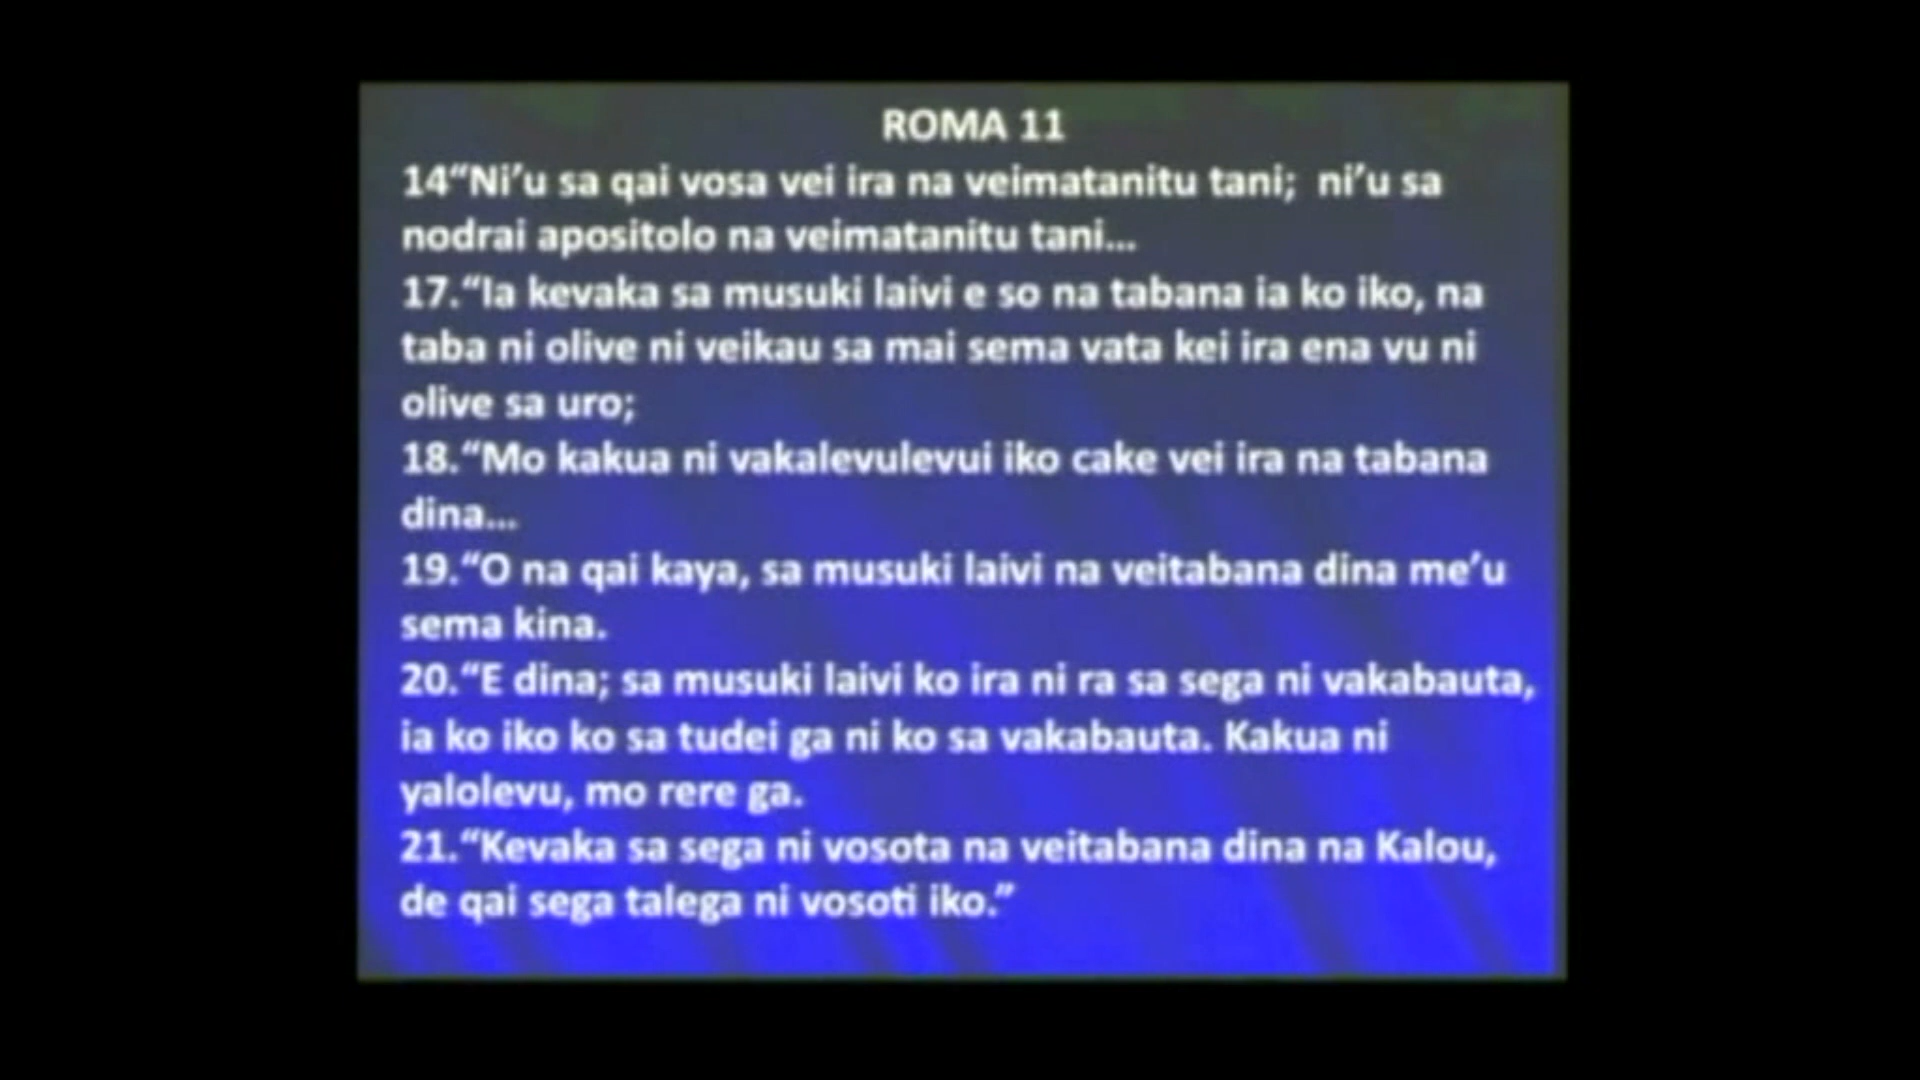 ROMA 11
14“Ni’u sa qai vosa vei ira na veimatanitu tani;  ni’u sa
nodrai apositolo na veimatanitu tani...
17.“Ia kevaka sa musuki laivi e so na tabana ia ko iko, na
taba ni olive ni veikau sa mai sema vata kei ira ena vu ni
olive sa uro;
18.“Mo kakua ni vakalevulevui iko cake vei ira na tabana
dina...
19.“O na qai kaya, sa musuki laivi na veitabana dina me’u
sema kina.
20.“E dina; sa musuki laivi ko ira ni ra sa sega ni vakabauta,
ia ko iko ko sa tudei ga ni ko sa vakabauta. Kakua ni
yalolevu, mo rere ga.
21.“Kevaka sa sega ni vosota na veitabana dina na Kalou,
de qai sega talega ni vosoti iko.”